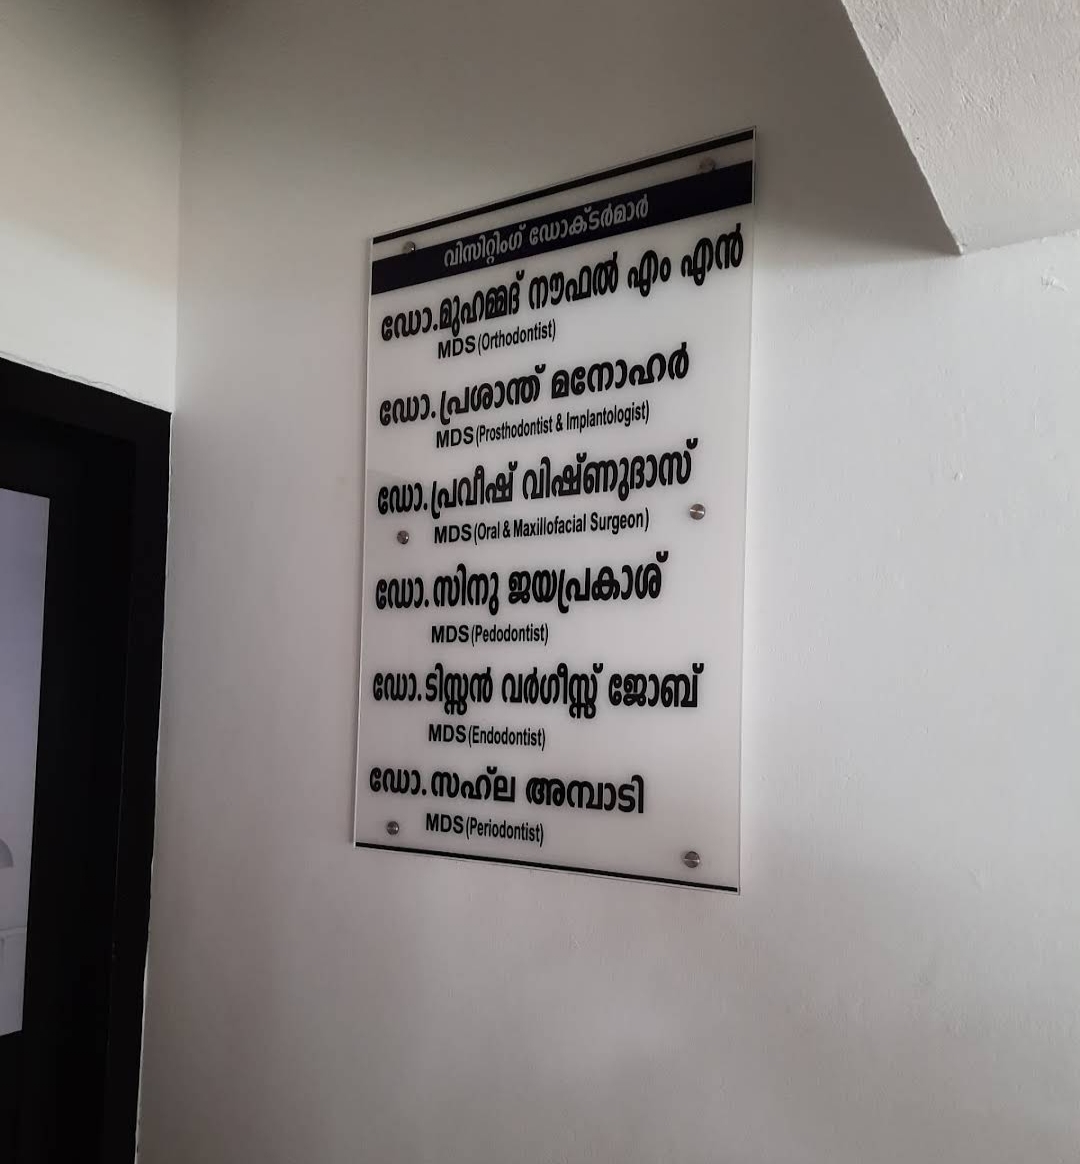 വിസിറ്റിംഗ് ഡോക്ടർമാർ
ഡോ.മുഹമ്മദ് നൗഫൽ എം എൻ
MDS (Orthodontist)
ഡോ.പ്രശാന്ത് മനോഹർ
MDS (Prosthodontist & Implantologist)
ഡോ.പ്രവീഷ് വിഷ്ണുദാസ്
MDS (Oral & Maxillofacial Surgeon)
ഡോ.സിനു ജയപ്രകാശ്
MDS (Pedodontist)
ഡോ.ടിസ്സൻ വർഗീസ്സ് ജോബ്
MDS (Endodontist)
ഡോ.സഹ്‌ല അമ്പാടി
MDS (Periodontist)